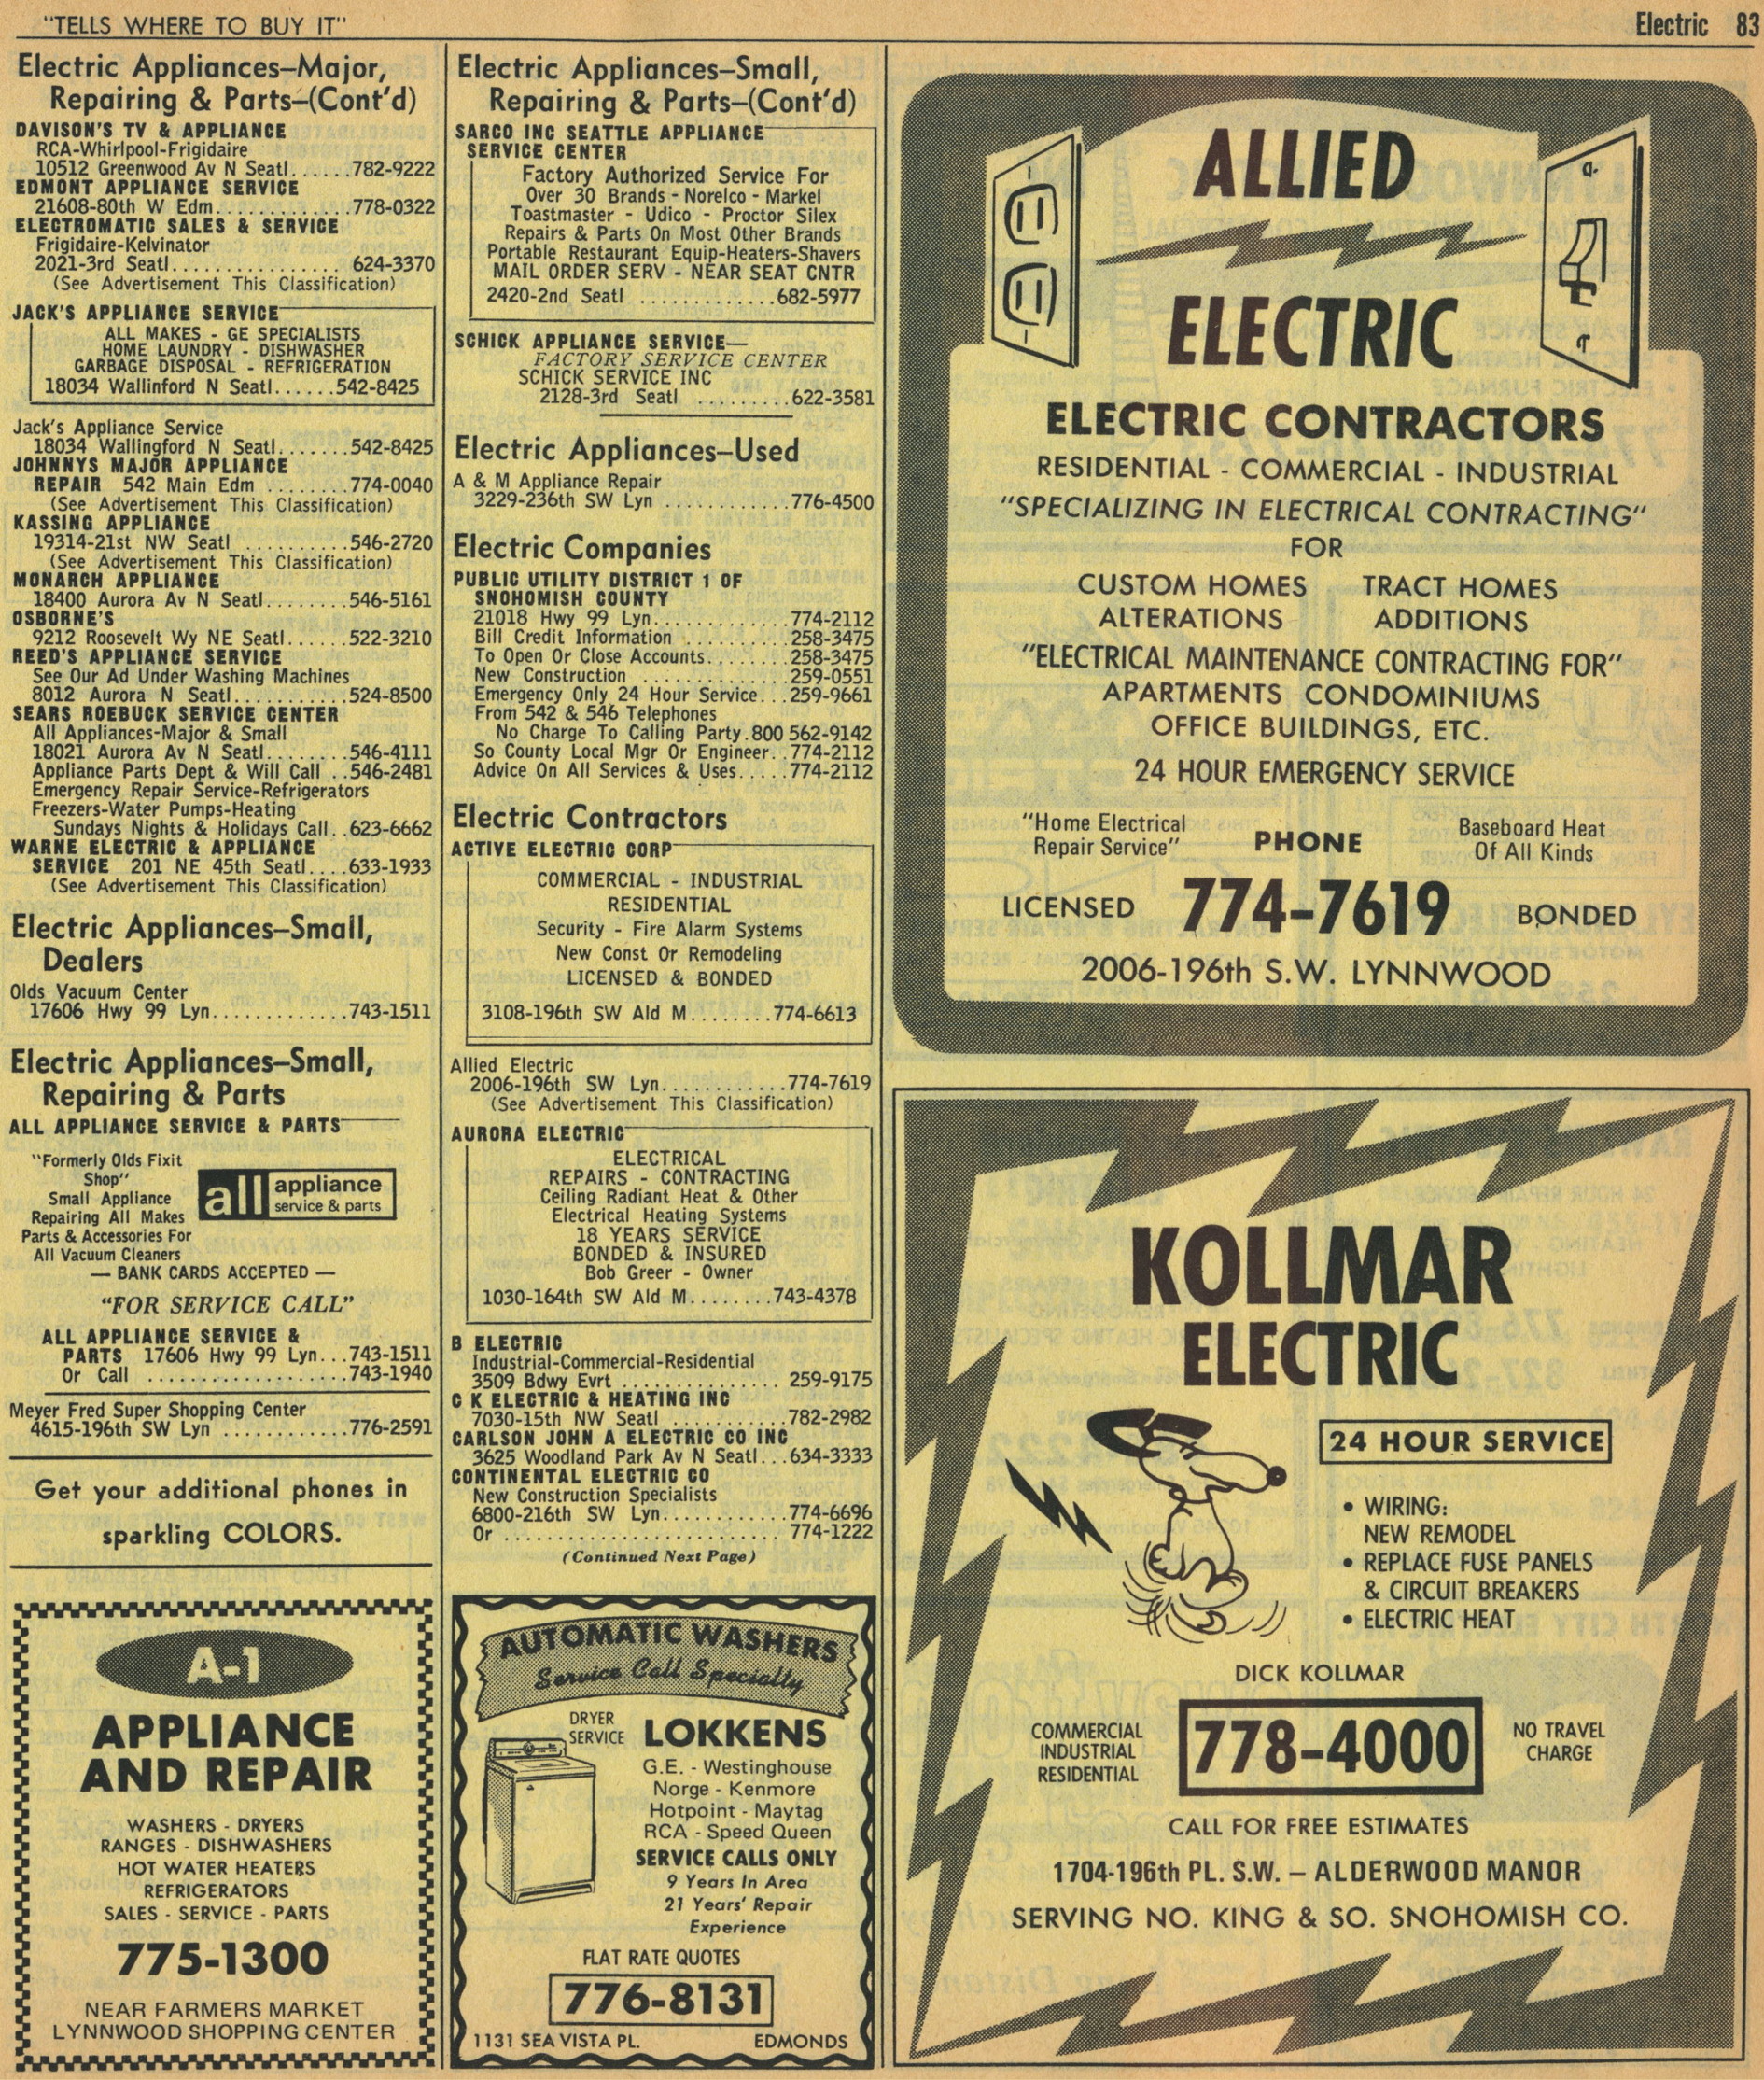 "TELLS WHERE TO BUY IT"
Electric 83
Electric Appliances–Major,
Repairing & Parts–(Cont'd)
DAVISON'S TV & APPLIANCE
RCA-Whirlpool-Frigidaire
10512 Greenwood Av N Seatl......782-9222
EDMONT APPLIANCE SERVICE
21608-80th W Edm............778-0322
ELECTROMATIC SALES & SERVICE
Frigidaire-Kelvinator
2021-3rd Seatl................ 624-3370
(See Advertisement This Classification)
JACK'S APPLIANCE SERVICE
ALL MAKES - GE SPECIALISTS
HOME LAUNDRY - DISHWASHER
GARBAGE DISPOSAL - REFRIGERATION
18034 Wallinford N Seatl......542-8425
Jack's Appliance Service
18034 Wallingford N Seatl.......542-8425
JOHNNYS MAJOR APPLIANCE
REPAIR 542 Main Edm ........774-0040
(See Advertisement This Classification)
KASSING APPLIANCE
19314-21st NW Seatl ..........546-2720
(See Advertisement This Classification)
MONARCH APPLIANCE
18400 Aurora Av N Seatl........546-5161
OSBORNE'S
9212 Roosevelt Wy NE Seatl......522-3210
REED'S APPLIANCE SERVICE
See Our Ad Under Washing Machines
8012 Aurora N Seatl...........524-8500
SEARS ROEBUCK SERVICE CENTER
All Appliances-Major & Small
18021 Aurora Av N Seatl........546-4111
Appliance Parts Dept & Will Call ..546-2481
Emergency Repair Service-Refrigerators
Freezers-Water Pumps-Heating
Sundays Nights & Holidays Call..623-6662
WARNE ELECTRIC & APPLIANCE
SERVICE 201 NE 45th Seatl....633-1933
(See Advertisement This Classification)
Electric Appliances–Small,
Dealers
Olds Vacuum Center
17606 Hwy 99 Lyn.............743-1511
Electric Appliances–Small,
Repairing & Parts
ALL APPLIANCE SERVICE & PARTS
"Formerly Olds Fixit
Shop"
Small Appliance
Repairing All Makes
Parts & Accessories For
All Vacuum Cleaners
all appliance
service & parts
— BANK CARDS ACCEPTED —
"FOR SERVICE CALL"
ALL APPLIANCE SERVICE &
PARTS 17606 Hwy 99 Lyn...743-1511
Or Call ...................743-1940
Meyer Fred Super Shopping Center
4615-196th SW Lyn ............776-2591
Get your additional phones in
sparkling COLORS.
A-1
APPLIANCE
AND REPAIR
WASHERS - DRYERS
RANGES - DISHWASHERS
HOT WATER HEATERS
REFRIGERATORS
SALES - SERVICE - PARTS
775-1300
NEAR FARMERS MARKET
LYNNWOOD SHOPPING CENTER
Electric Appliances–Small,
Repairing & Parts–(Cont'd)
SARCO INC SEATTLE APPLIANCE
SERVICE CENTER
Factory Authorized Service For
Over 30 Brands - Norelco - Markel
Toastmaster - Udico - Proctor Silex
Repairs & Parts On Most Other Brands
Portable Restaurant Equip-Heaters-Shavers
MAIL ORDER SERV - NEAR SEAT CNTR
2420-2nd Seatl .............682-5977
SCHICK APPLIANCE SERVICE—
FACTORY SERVICE CENTER
SCHICK SERVICE INC
2128-3rd Seatl .........622-3581
Electric Appliances–Used
A & M Appliance Repair
3229-236th SW Lyn ............776-4500
Electric Companies
PUBLIC UTILITY DISTRICT 1 OF
SNOHOMISH COUNTY
21018 Hwy 99 Lyn.............774-2112
Bill Credit Information ..........258-3475
To Open Or Close Accounts........258-3475
New Construction ..............259-0551
Emergency Only 24 Hour Service...259-9661
From 542 & 546 Telephones
No Charge To Calling Party.800 562-9142
So County Local Mgr Or Engineer..774-2112
Advice On All Services & Uses.....774-2112
Electric Contractors
ACTIVE ELECTRIC CORP
COMMERCIAL - INDUSTRIAL
RESIDENTIAL
Security - Fire Alarm Systems
New Const Or Remodeling
LICENSED & BONDED
3108-196th SW Ald M........774-6613
Allied Electric
2006-196th SW Lyn............774-7619
(See Advertisement This Classification)
AURORA ELECTRIC
ELECTRICAL
REPAIRS - CONTRACTING
Ceiling Radiant Heat & Other
Electrical Heating Systems
18 YEARS SERVICE
BONDED & INSURED
Bob Greer - Owner
1030-164th SW Ald M........743-4378
B ELECTRIC
Industrial-Commercial-Residential
3509 Bdwy Evrt ............... 259-9175
C K ELECTRIC & HEATING INC
7030-15th NW Seatl ...........782-2982
CARLSON JOHN A ELECTRIC CO INC
3625 Woodland Park Av N Seatl...634-3333
CONTINENTAL ELECTRIC CO
New Construction Specialists
6800-216th SW Lyn............774-6696
Or ........................... 774-1222
(Continued Next Page)
AUTOMATIC WASHERS
Service Call Specialty
DRYER
SERVICE
LOKKENS
G.E. - Westinghouse
Norge - Kenmore
Hotpoint - Maytag
RCA - Speed Queen
SERVICE CALLS ONLY
9 Years In Area
21 Years' Repair
Experience
FLAT RATE QUOTES
776-8131
1131 SEA VISTA PL. EDMONDS
ALLIED
ELECTRIC
ELECTRIC CONTRACTORS
RESIDENTIAL - COMMERCIAL - INDUSTRIAL
"SPECIALIZING IN ELECTRICAL CONTRACTING"
FOR
CUSTOM HOMES TRACT HOMES
ALTERATIONS ADDITIONS
"ELECTRICAL MAINTENANCE CONTRACTING FOR"
APARTMENTS CONDOMINIUMS
OFFICE BUILDINGS, ETC.
24 HOUR EMERGENCY SERVICE
"Home Electrical
Repair Service"
PHONE
Baseboard Heat
Of All Kinds
LICENSED 774-7619 BONDED
2006-196th S.W. LYNNWOOD
KOLLMAR
ELECTRIC
24 HOUR SERVICE
• WIRING:
NEW REMODEL
• REPLACE FUSE PANELS
& CIRCUIT BREAKERS
• ELECTRIC HEAT
DICK KOLLMAR
COMMERCIAL
INDUSTRIAL
RESIDENTIAL
778-4000
NO TRAVEL
CHARGE
CALL FOR FREE ESTIMATES
1704-196th PL. S.W. – ALDERWOOD MANOR
SERVING NO. KING & SO. SNOHOMISH CO.